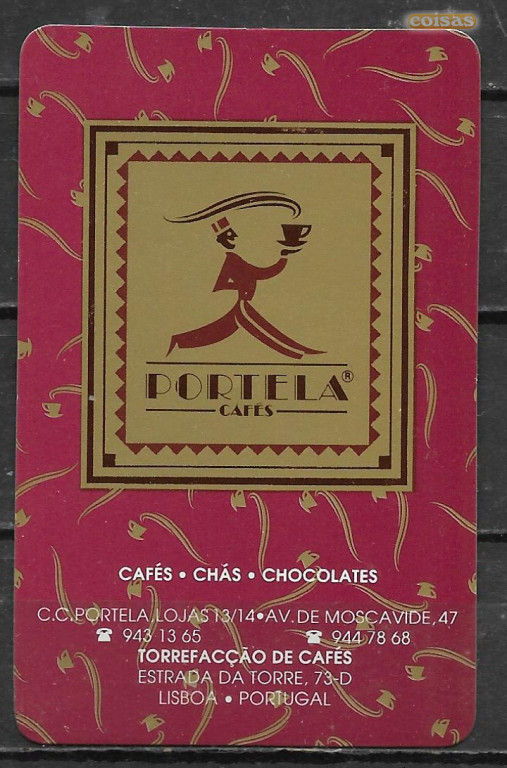 coisas
PORTELA®
CAFÉS
CAFÉS • CHÁS • CHOCOLATES
C.C. PORTELA, LOJAS 13/14 • AV. DE MOSCAVIDE, 47
☎ 943 13 65 ☎ 944 78 68
TORREFACÇÃO DE CAFÉS
ESTRADA DA TORRE, 73-D
LISBOA • PORTUGAL